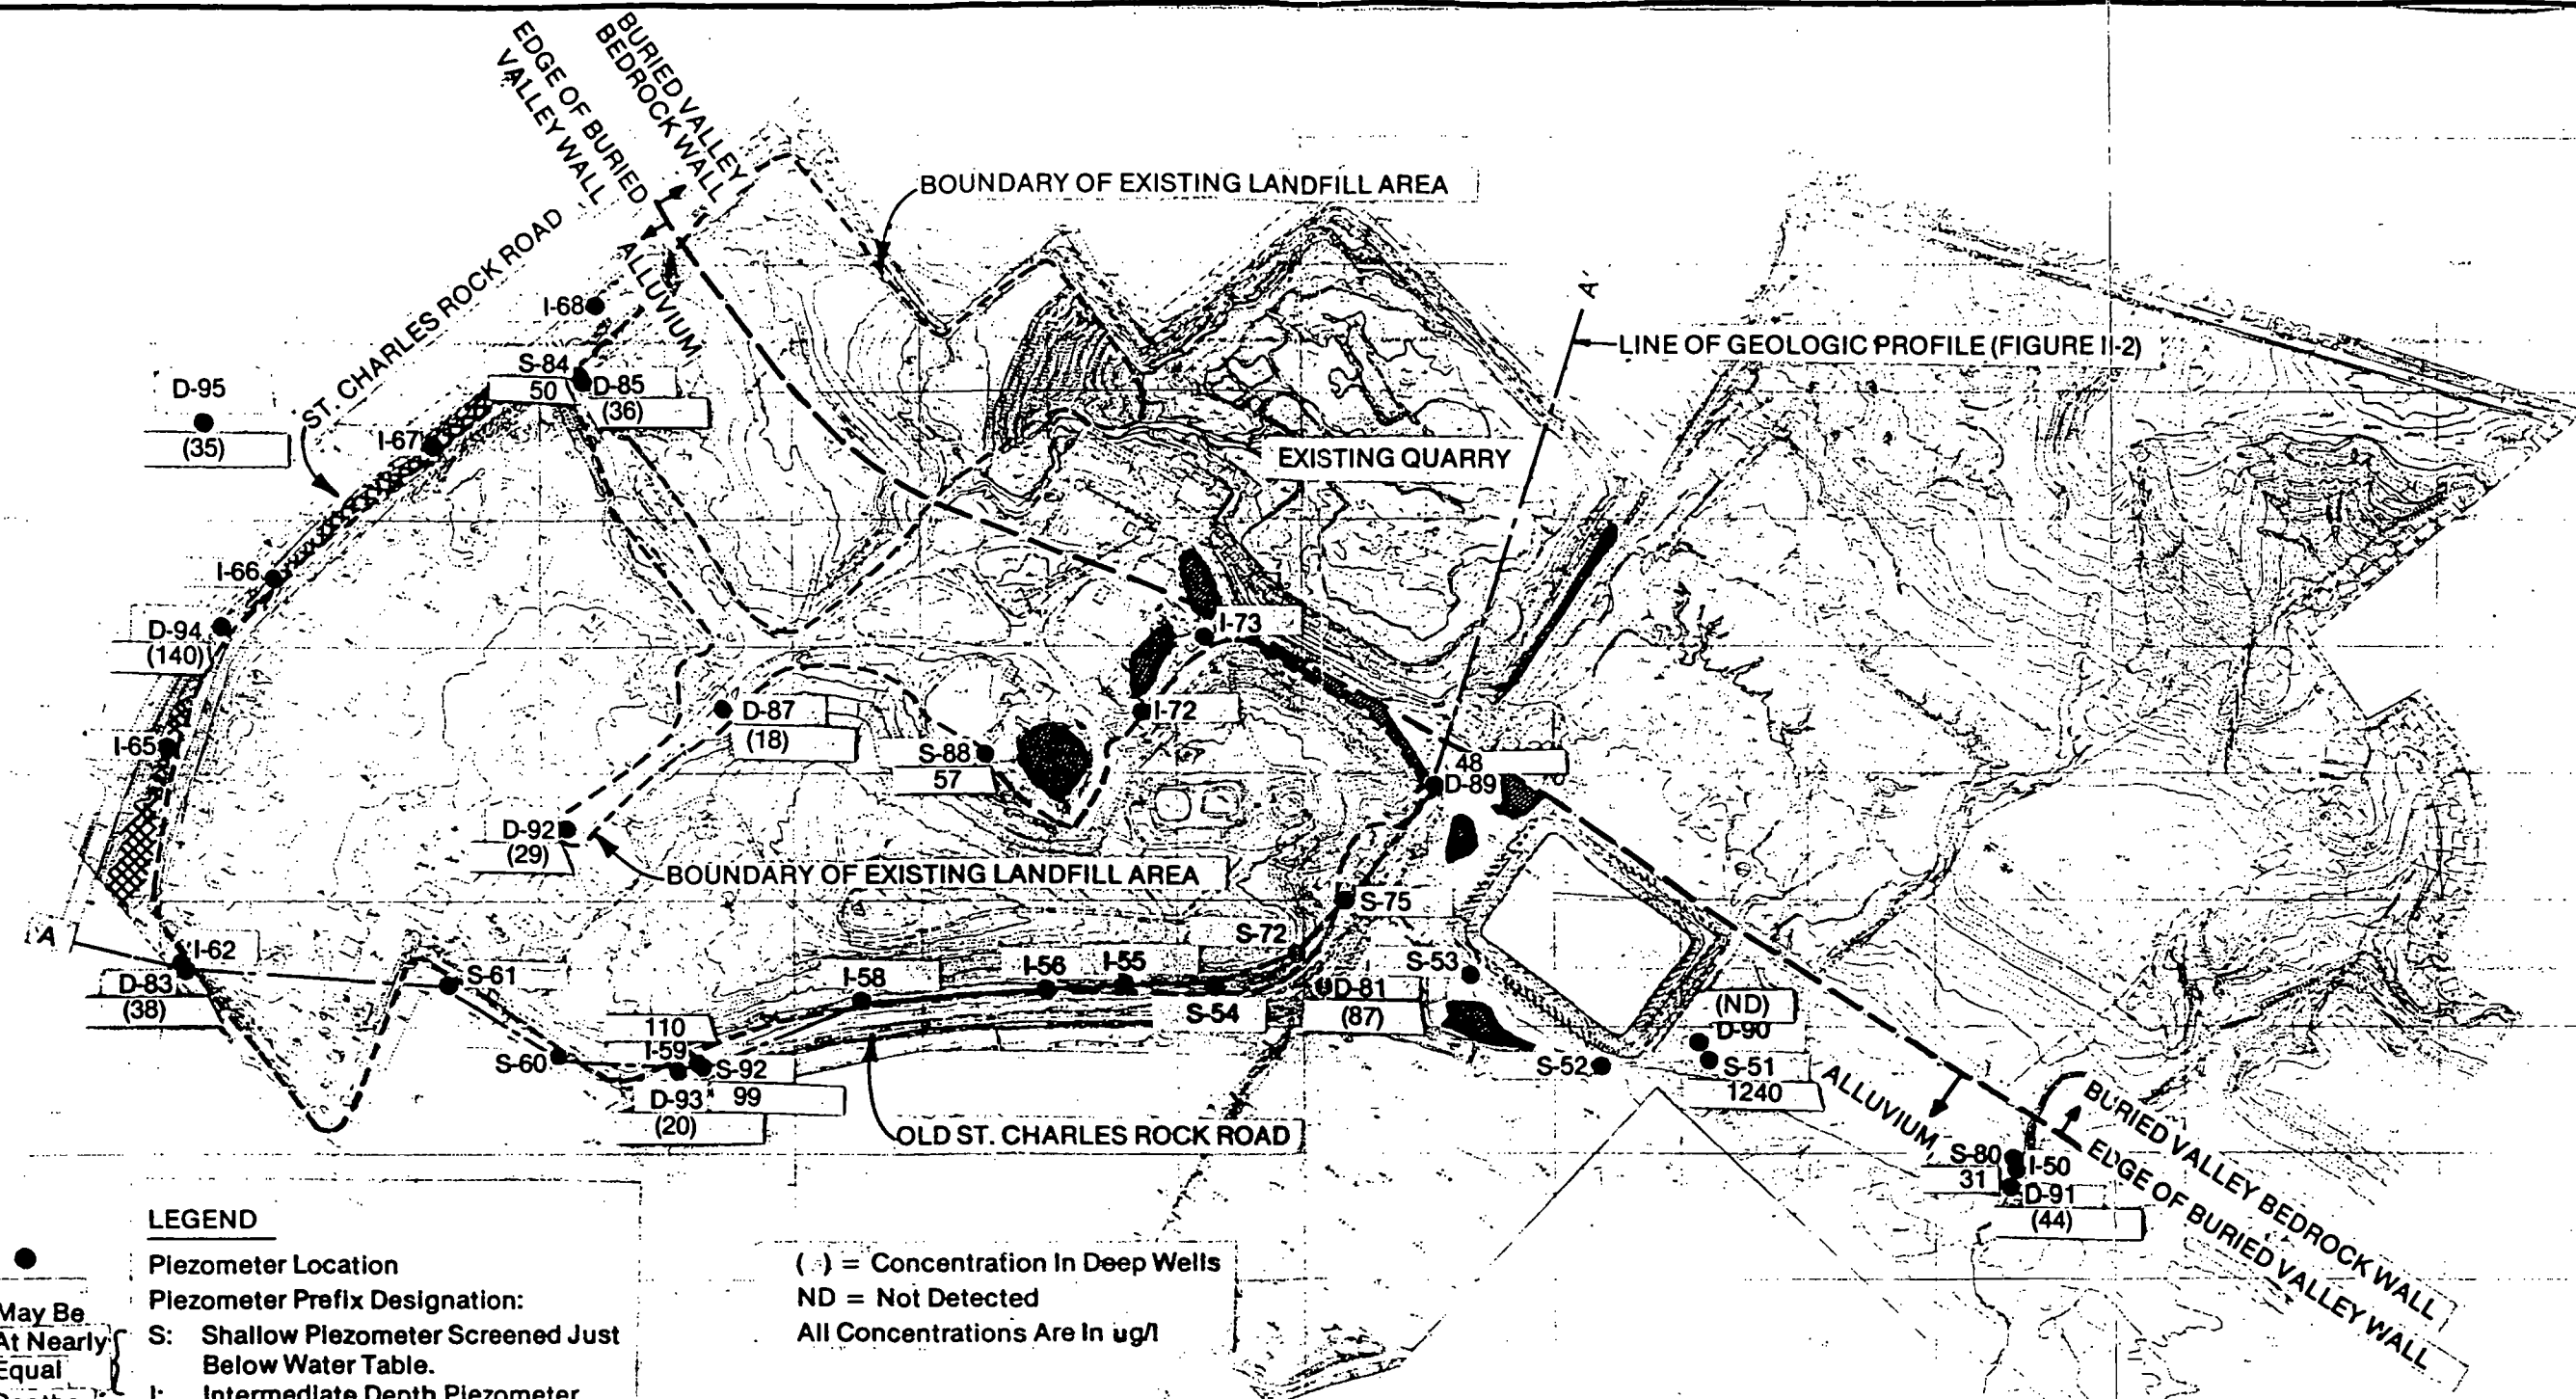 BURIED VALLEY
BEDROCK WALL
EDGE OF BURIED
VALLEY WALL
ALLUVIUM
BOUNDARY OF EXISTING LANDFILL AREA
ST. CHARLES ROCK ROAD
A'
LINE OF GEOLOGIC PROFILE (FIGURE II-2)
I-68
S-84
50
D-85
(36)
D-95
(35)
I-67
EXISTING QUARRY
I-66
D-94
(140)
I-73
I-65
D-87
(18)
I-72
S-88
57
48
D-89
D-92
(29)
BOUNDARY OF EXISTING LANDFILL AREA
S-75
A
I-62
D-83
(38)
S-61
I-58
I-56
I-55
S-72
S-54
D-81
(87)
S-53
(ND)
D-90
S-51
1240
S-52
110
I-59
S-60
S-92
99
D-93
(20)
OLD ST. CHARLES ROCK ROAD
ALLUVIUM
BURIED VALLEY BEDROCK WALL
EDGE OF BURIED VALLEY WALL
S-80
31
I-50
D-91
(44)
LEGEND
Piezometer Location
Piezometer Prefix Designation:
May Be
At Nearly
Equal
S: Shallow Piezometer Screened Just
Below Water Table.
I: Intermediate Depth Piezometer
( ) = Concentration In Deep Wells
ND = Not Detected
All Concentrations Are In ug/l